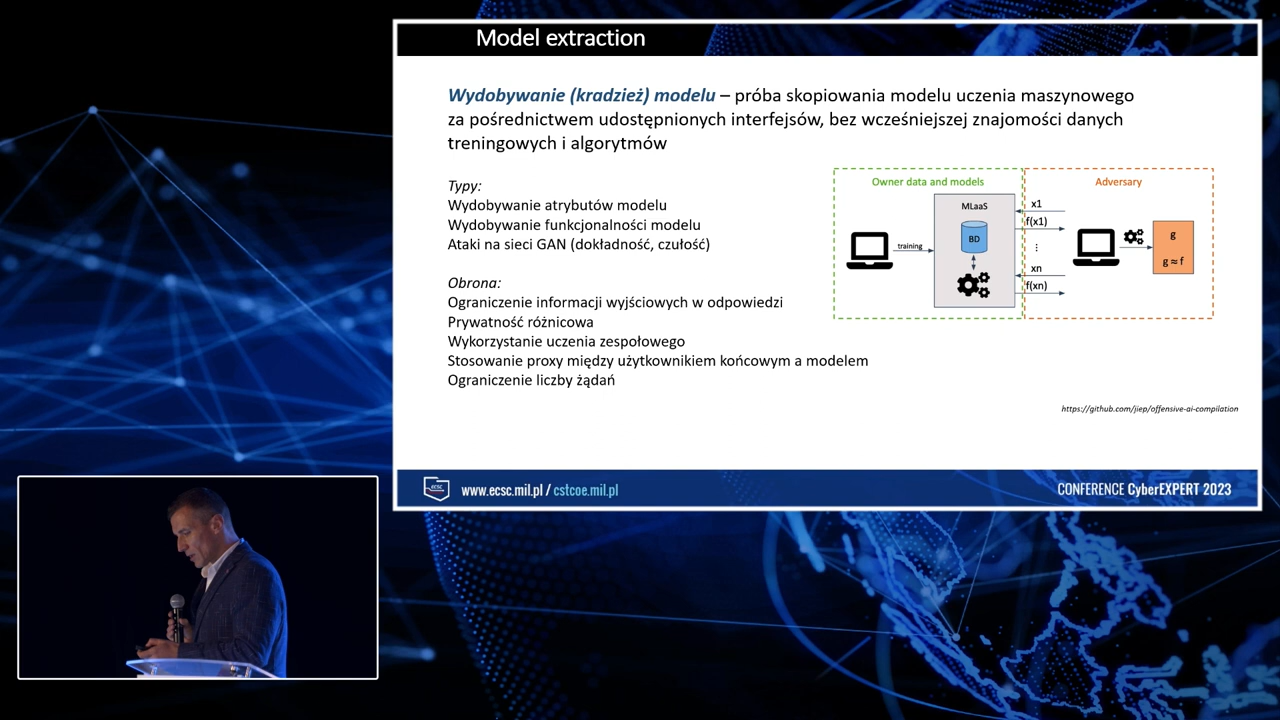 Model extraction
Wydobywanie (kradzież) modelu – próba skopiowania modelu uczenia maszynowego
za pośrednictwem udostępnionych interfejsów, bez wcześniejszej znajomości danych
treningowych i algorytmów
Typy:
Wydobywanie atrybutów modelu
Wydobywanie funkcjonalności modelu
Ataki na sieci GAN (dokładność, czułość)
Obrona:
Ograniczenie informacji wyjściowych w odpowiedzi
Prywatność różnicowa
Wykorzystanie uczenia zespołowego
Stosowanie proxy między użytkownikiem końcowym a modelem
Ograniczenie liczby żądań
Owner data and models
Adversary
MLaaS
BD
training
x1
f(x1)
⋮
xn
f(xn)
g
g ≈ f
https://github.com/jiep/offensive-ai-compilation
ecsc
www.ecsc.mil.pl / cstcoe.mil.pl
CONFERENCE CyberEXPERT 2023